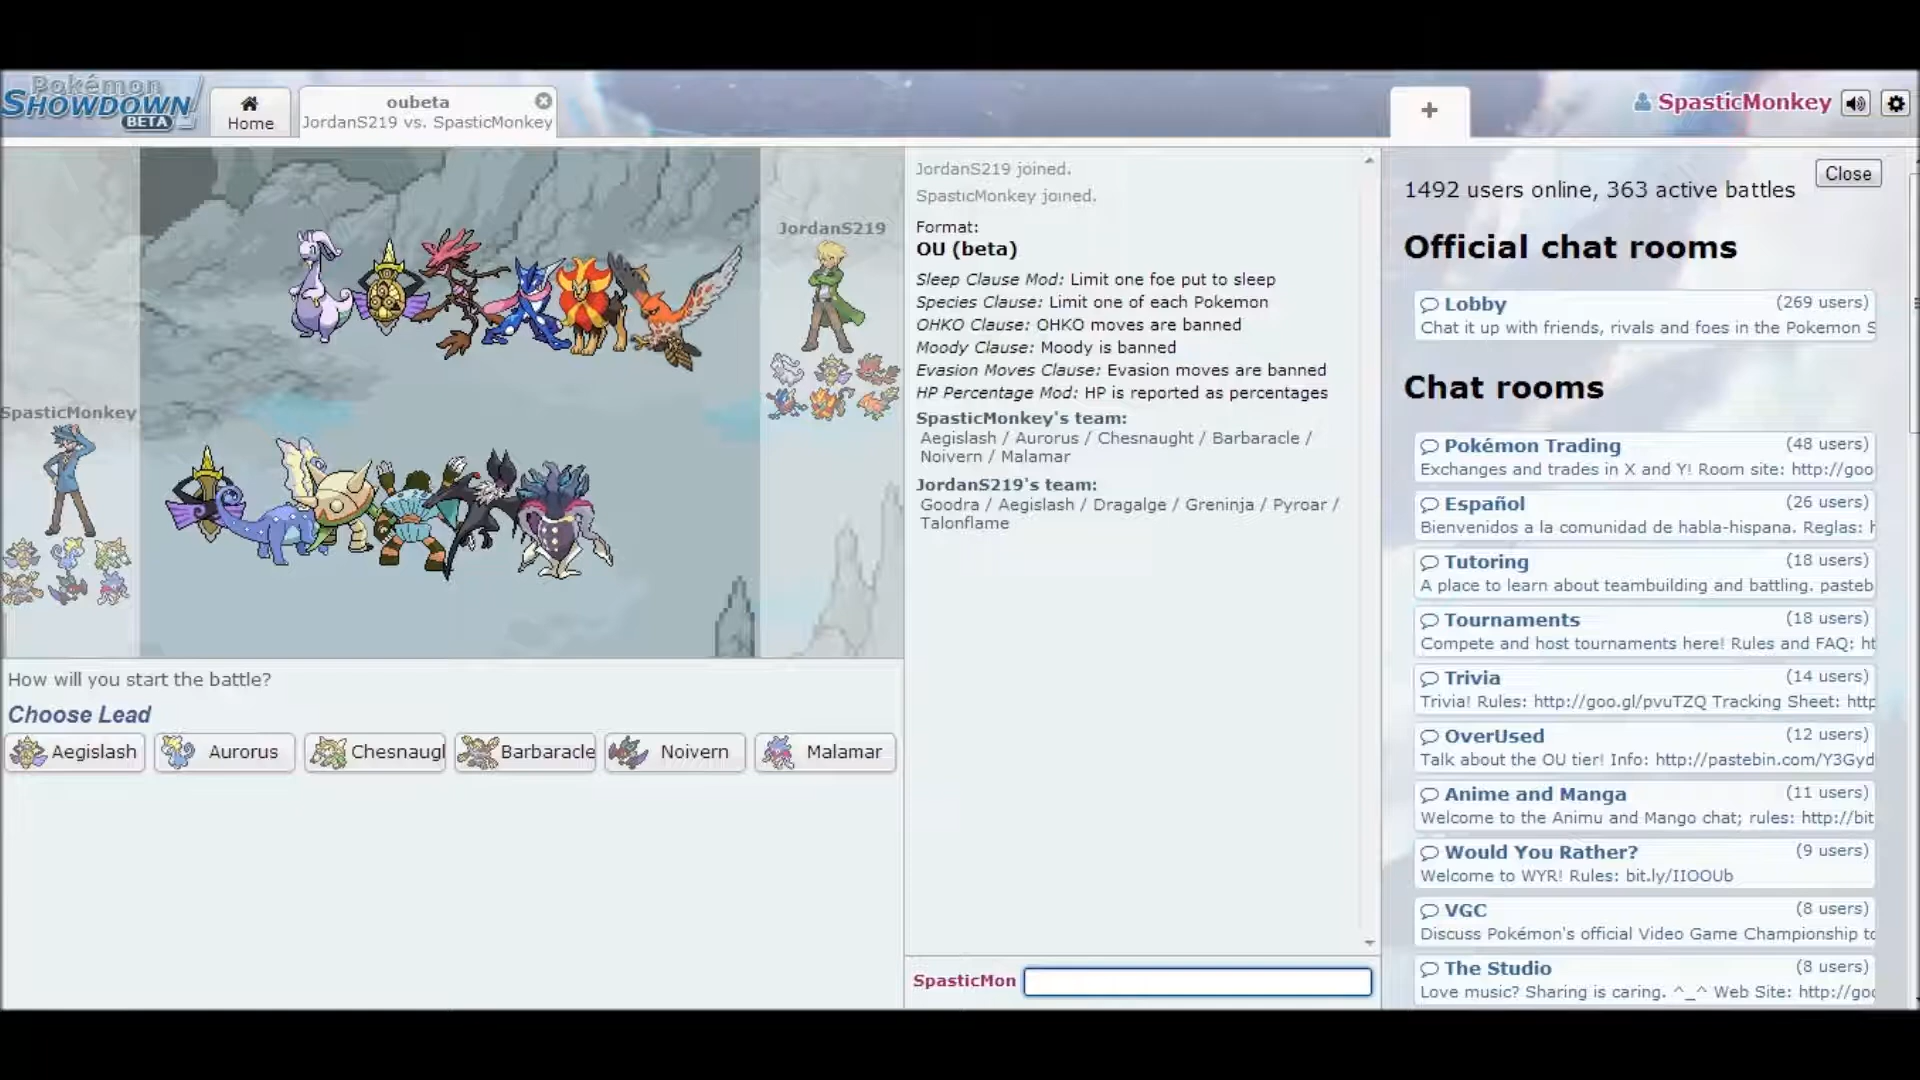 Pokémon
SHOWDOWN
BETA
Home
oubeta
JordanS219 vs. SpasticMonkey
+
SpasticMonkey
JordanS219
SpasticMonkey
How will you start the battle?
Choose Lead
Aegislash
Aurorus
Chesnaugl
Barbaracle
Noivern
Malamar
JordanS219 joined.
SpasticMonkey joined.
Format:
OU (beta)
Sleep Clause Mod: Limit one foe put to sleep
Species Clause: Limit one of each Pokemon
OHKO Clause: OHKO moves are banned
Moody Clause: Moody is banned
Evasion Moves Clause: Evasion moves are banned
HP Percentage Mod: HP is reported as percentages
SpasticMonkey's team:
Aegislash / Aurorus / Chesnaught / Barbaracle /
Noivern / Malamar
JordanS219's team:
Goodra / Aegislash / Dragalge / Greninja / Pyroar /
Talonflame
SpasticMon
Close
1492 users online, 363 active battles
Official chat rooms
Lobby (269 users)
Chat it up with friends, rivals and foes in the Pokemon S
Chat rooms
Pokémon Trading (48 users)
Exchanges and trades in X and Y! Room site: http://goo
Español (26 users)
Bienvenidos a la comunidad de habla-hispana. Reglas: h
Tutoring (18 users)
A place to learn about teambuilding and battling. pasteb
Tournaments (18 users)
Compete and host tournaments here! Rules and FAQ: ht
Trivia (14 users)
Trivia! Rules: http://goo.gl/pvuTZQ Tracking Sheet: http
OverUsed (12 users)
Talk about the OU tier! Info: http://pastebin.com/Y3Gyd
Anime and Manga (11 users)
Welcome to the Animu and Mango chat; rules: http://bit
Would You Rather? (9 users)
Welcome to WYR! Rules: bit.ly/IIOOUb
VGC (8 users)
Discuss Pokémon's official Video Game Championship to
The Studio (8 users)
Love music? Sharing is caring. ^_^ Web Site: http://goo